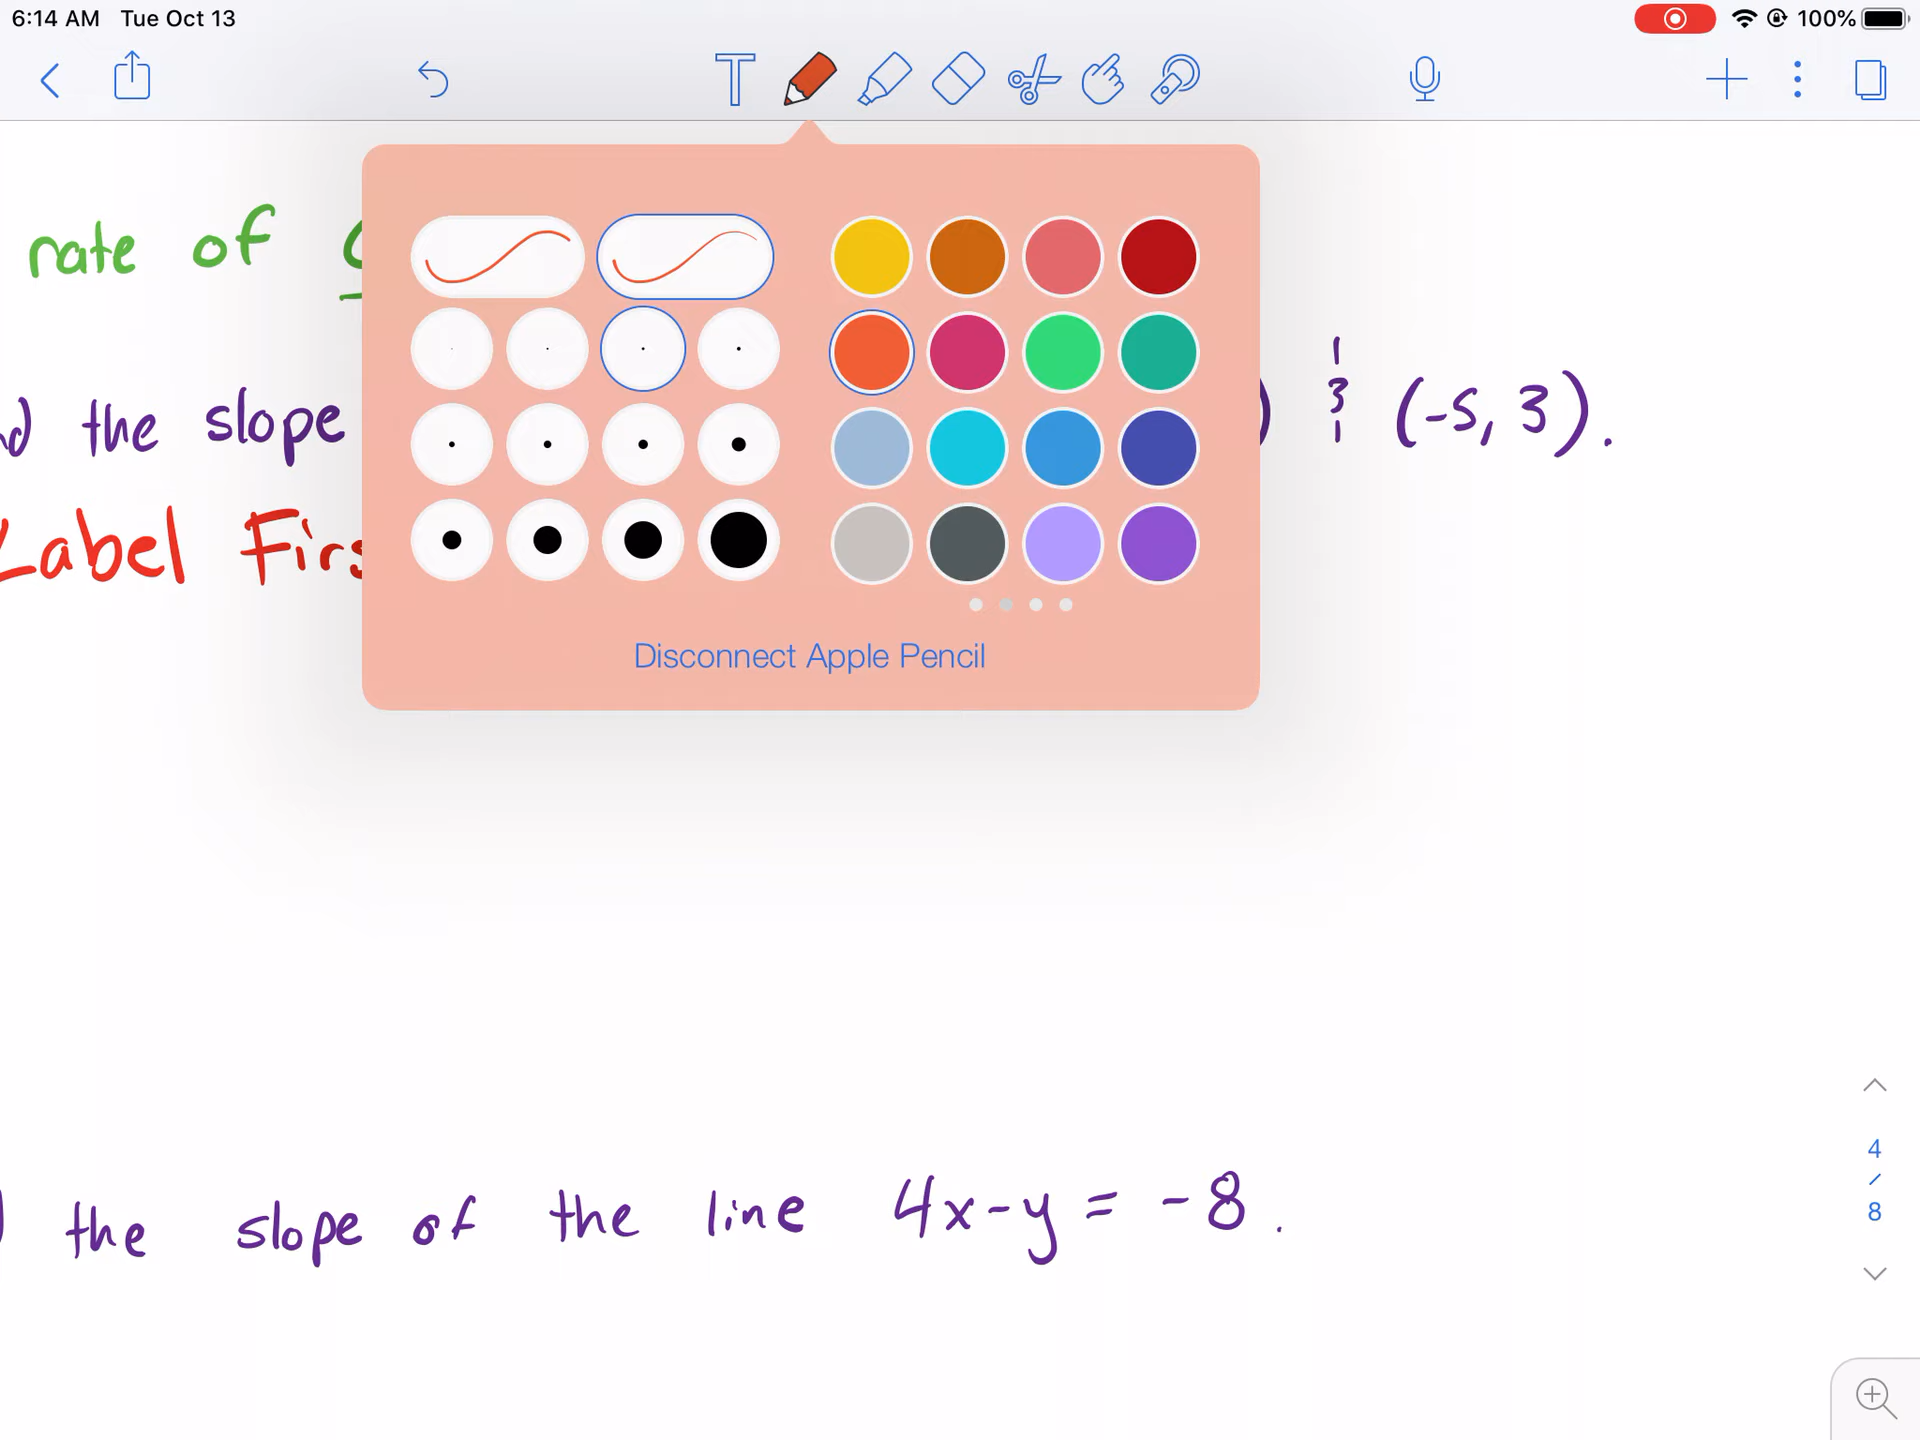 6:14 AM Tue Oct 13 100%
rate of
the slope & (-5, 3).
Label Firs
Disconnect Apple Pencil
4
/
8
the slope of the line 4x-y = -8.